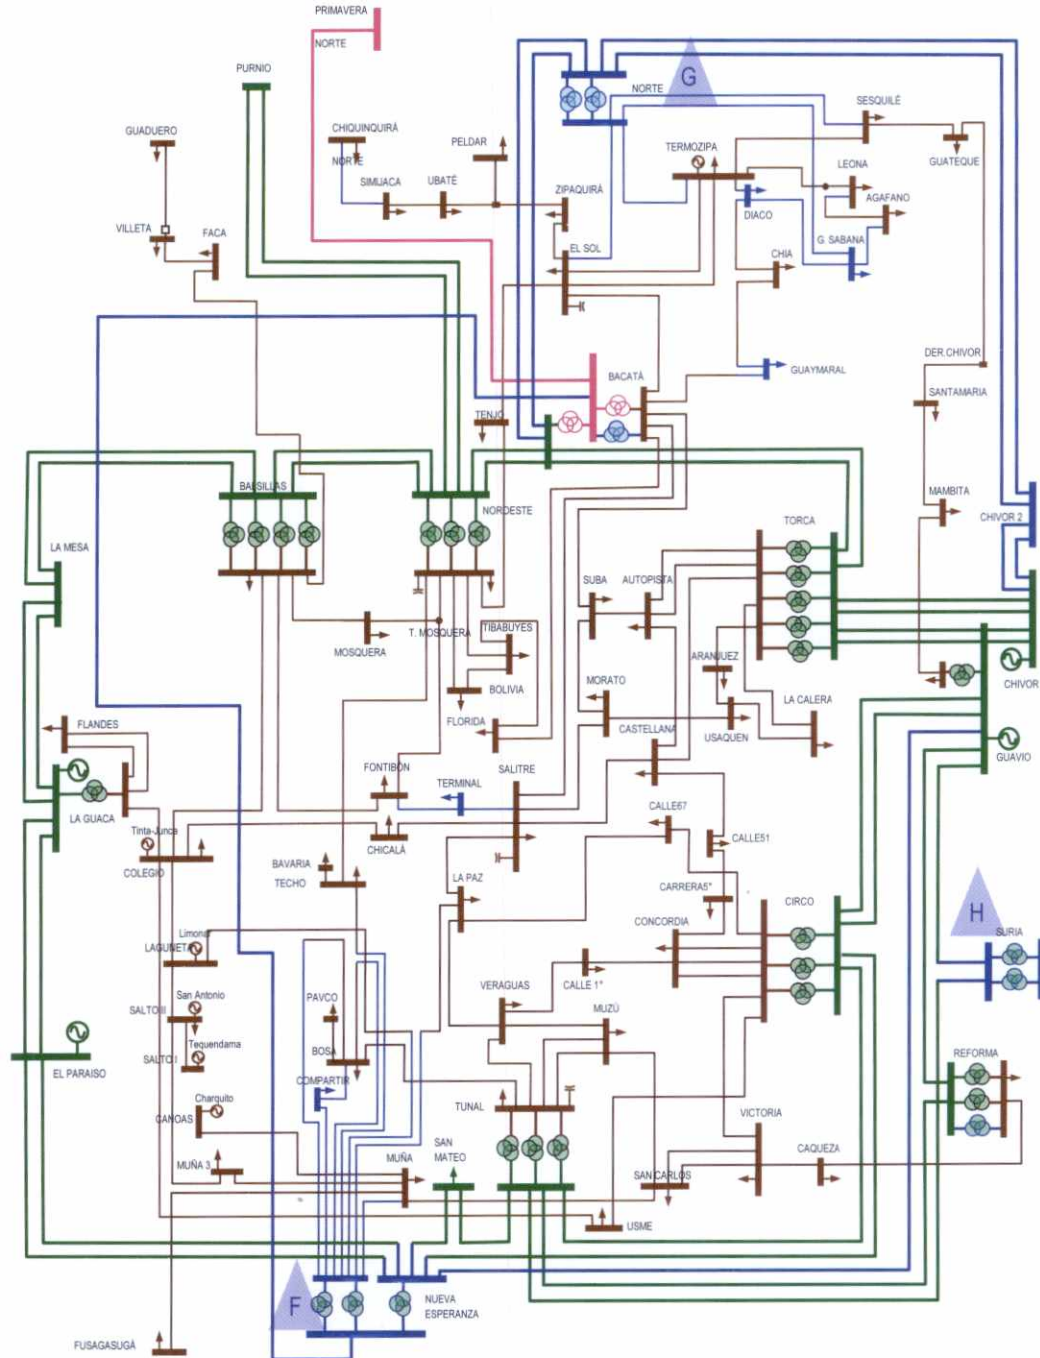 PRIMAVERA
NORTE
PURNIO
GUADUERO
CHIQUINQUIRÁ
NORTE
SIMIJACA
UBATÉ
PELDAR
ZIPAQUIRÁ
EL SOL
VILLETA
FACA
NORTE
G
SESQUILÉ
GUATEQUE
TERMOZIPA
LEONA
AGAFANO
DIACO
G. SABANA
CHIA
GUAYMARAL
DER.CHIVOR
SANTAMARIA
MAMBITA
CHIVOR 2
BACATÁ
TENJO
BALSILLAS
NOROESTE
TORCA
LA MESA
SUBA
AUTOPISTA
MOSQUERA
T. MOSQUERA
TIBABUYES
BOLIVIA
ARANJUEZ
CHIVOR
LA CALERA
MORATO
FLORIDA
CASTELLANA
USAQUEN
GUAVIO
FLANDES
LA GUACA
FONTIBÓN
TERMINAL
SALITRE
CALLE67
CALLE51
Tinta-Junca
COLEGIO
CHICALÁ
BAVARIA
TECHO
LA PAZ
CARRERA5°
CIRCO
CONCORDIA
H
SURIA
Limonar
LAGUNETA
San Antonio
SALTO II
Tequendama
SALTO I
PAVCO
BOSA
COMPARTIR
VERAGUAS
CALLE 1°
MUZÚ
REFORMA
EL PARAISO
Charquito
CANOAS
TUNAL
VICTORIA
CAQUEZA
MUÑA 3
MUÑA
SAN
MATEO
SAN CARLOS
USME
F
NUEVA
ESPERANZA
FUSAGASUGÁ